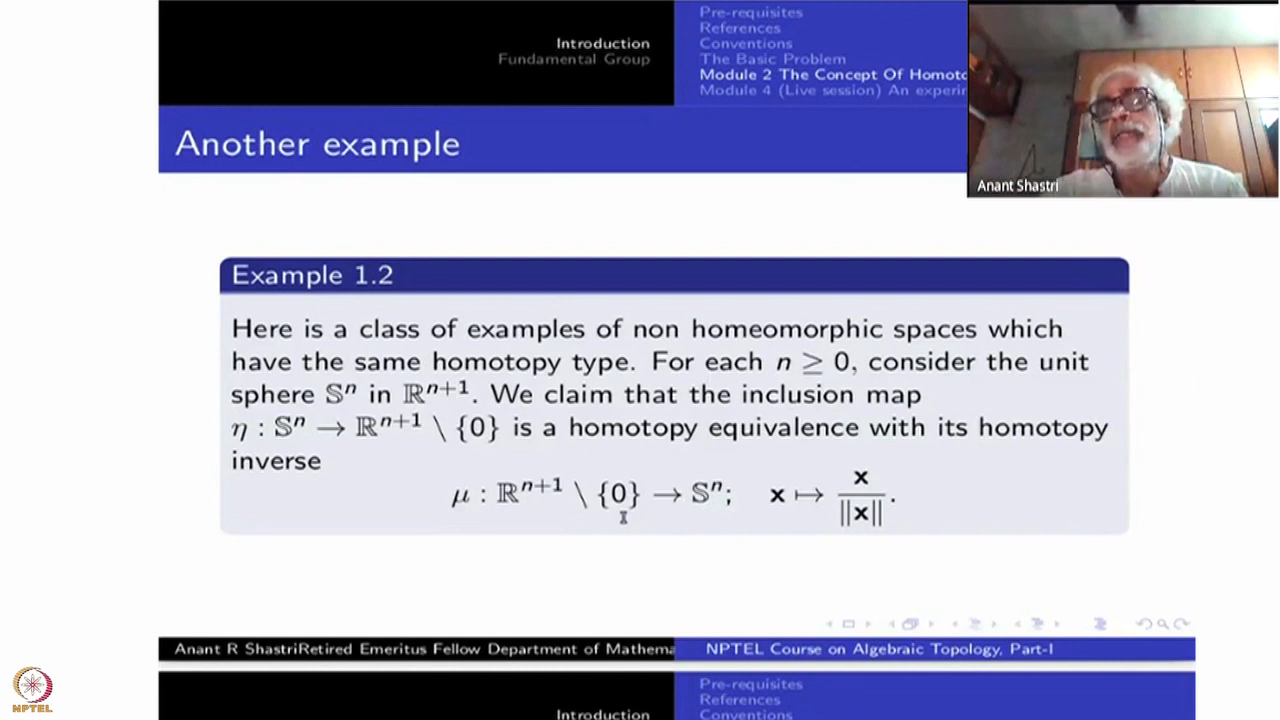 Introduction
Fundamental Group
Pre-requisites
References
Conventions
The Basic Problem
Module 2 The Concept Of Homoto
Module 4 (Live session) An experin
Another example
Anant Shastri
Example 1.2
Here is a class of examples of non homeomorphic spaces which
have the same homotopy type. For each n ≥ 0, consider the unit
sphere 𝕊ⁿ in ℝⁿ⁺¹. We claim that the inclusion map
η : 𝕊ⁿ → ℝⁿ⁺¹ \ {0} is a homotopy equivalence with its homotopy
inverse
μ : ℝⁿ⁺¹ \ {0} → 𝕊ⁿ; x ↦ x / ||x||.
Anant R ShastriRetired Emeritus Fellow Department of Mathema
NPTEL Course on Algebraic Topology, Part-I
Introduction
Pre-requisites
References
Conventions
NPTEL